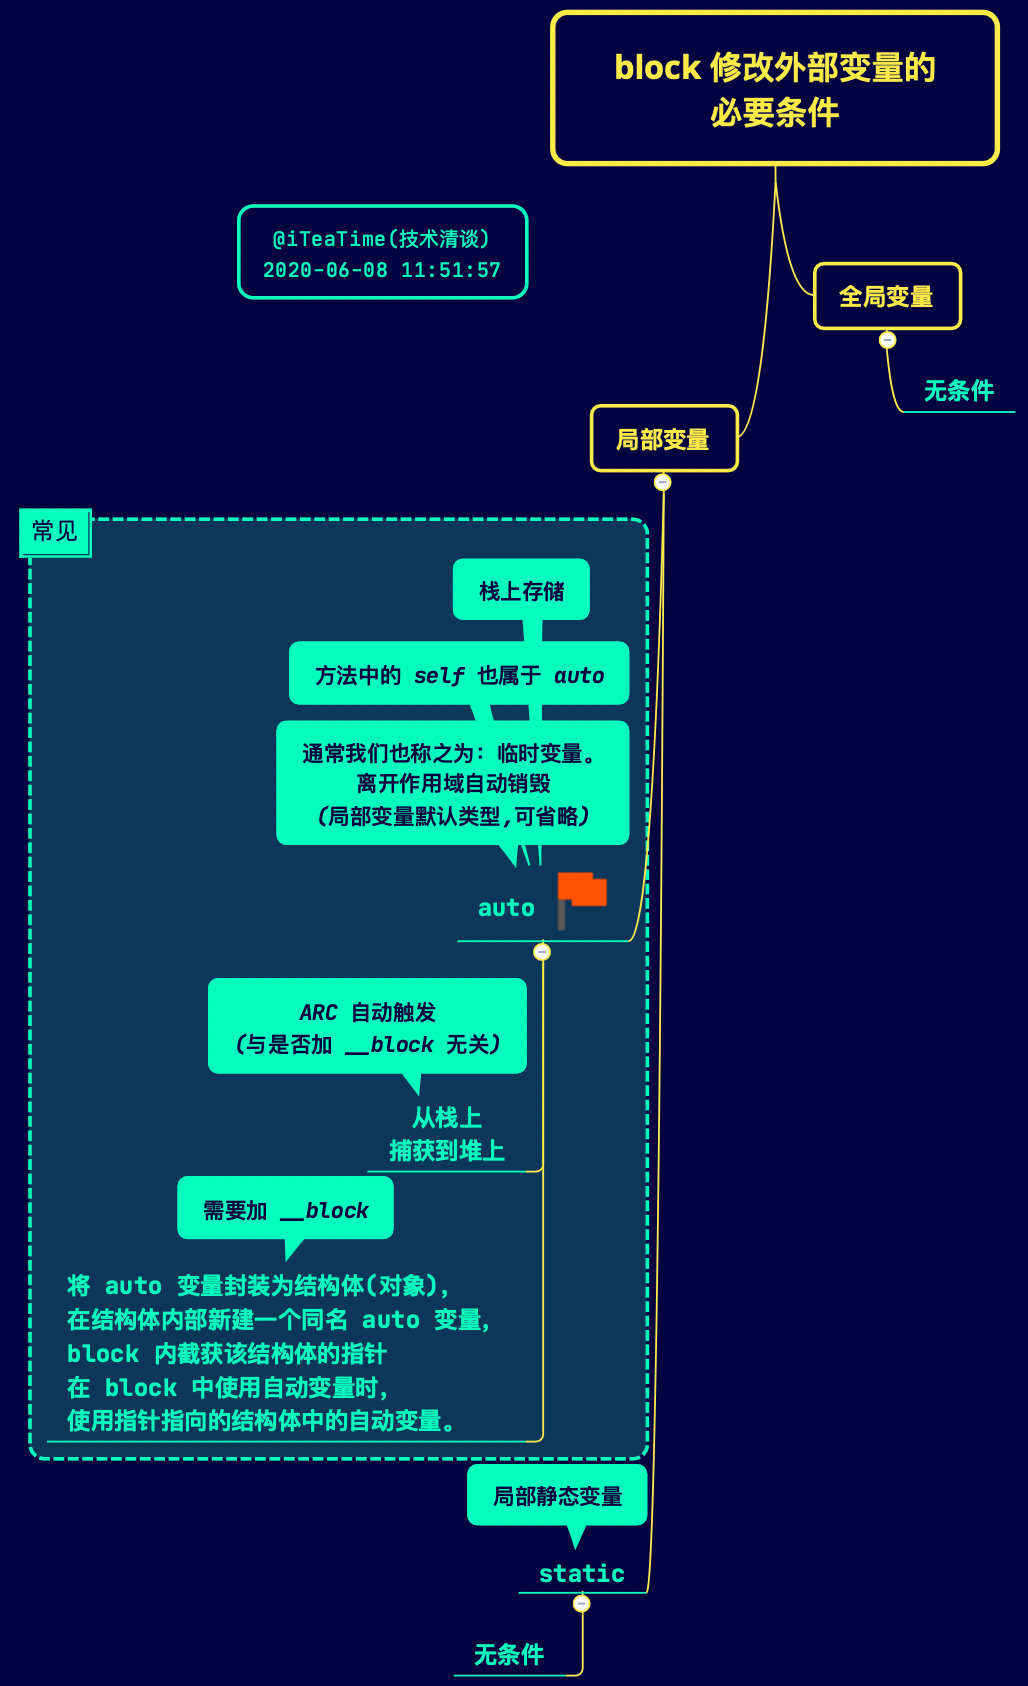 block 修改外部变量的
必要条件
@iTeaTime(技术清谈)
2020-06-08 11:51:57
全局变量
无条件
局部变量
常见
栈上存储
方法中的 self 也属于 auto
通常我们也称之为：临时变量。
离开作用域自动销毁
(局部变量默认类型,可省略)
auto
ARC 自动触发
(与是否加 __block 无关)
从栈上
捕获到堆上
需要加 __block
将 auto 变量封装为结构体(对象)，
在结构体内部新建一个同名 auto 变量，
block 内截获该结构体的指针
在 block 中使用自动变量时，
使用指针指向的结构体中的自动变量。
局部静态变量
static
无条件